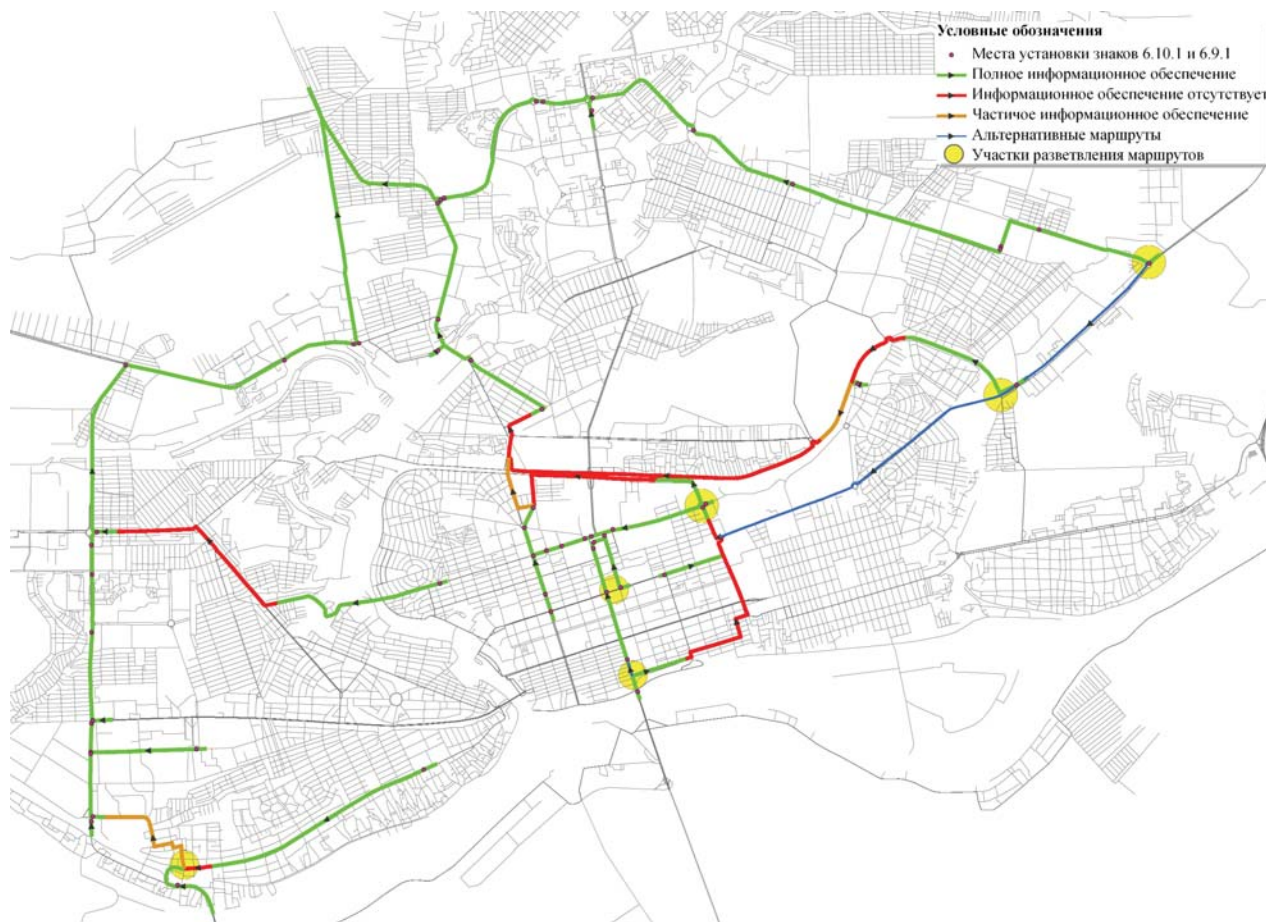 Условные обозначения
Места установки знаков 6.10.1 и 6.9.1
Полное информационное обеспечение
Информационное обеспечение отсутствует
Частичое информационное обеспечение
Альтернативные маршруты
Участки разветвления маршрутов